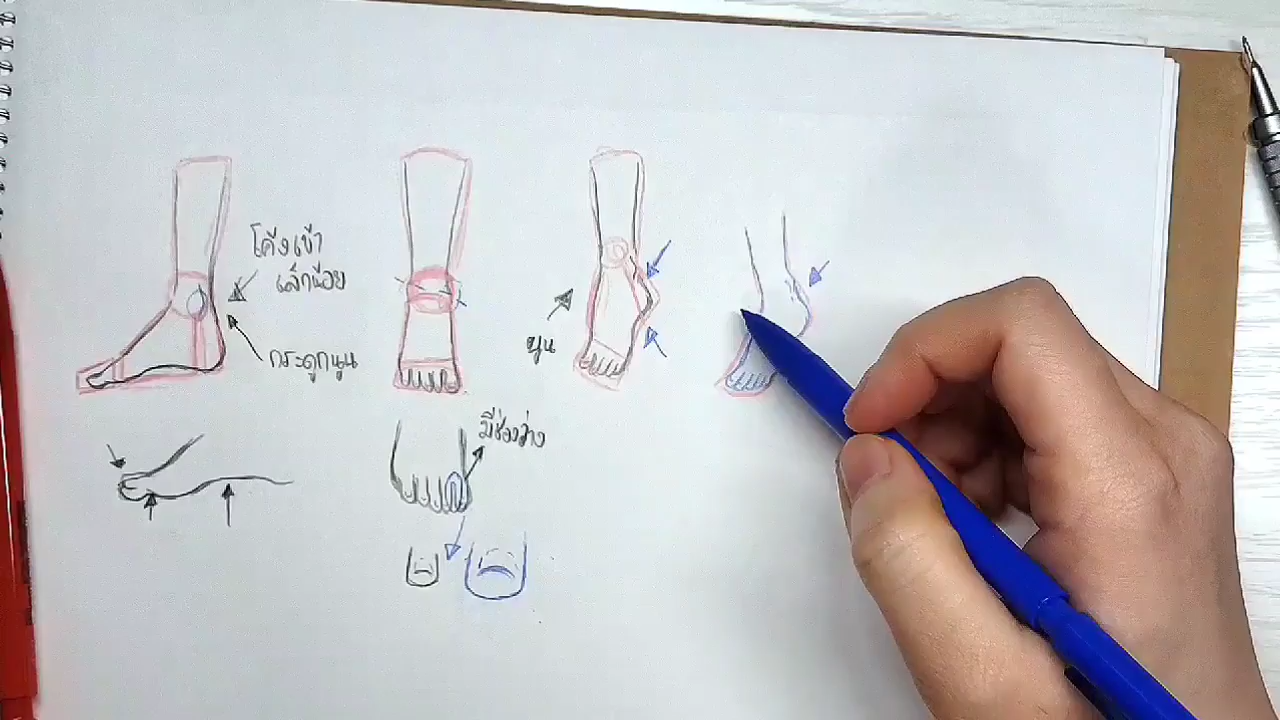 โค้งเข้า
เล็กน้อย
กระดูกนูน
นูน
มีช่องว่าง